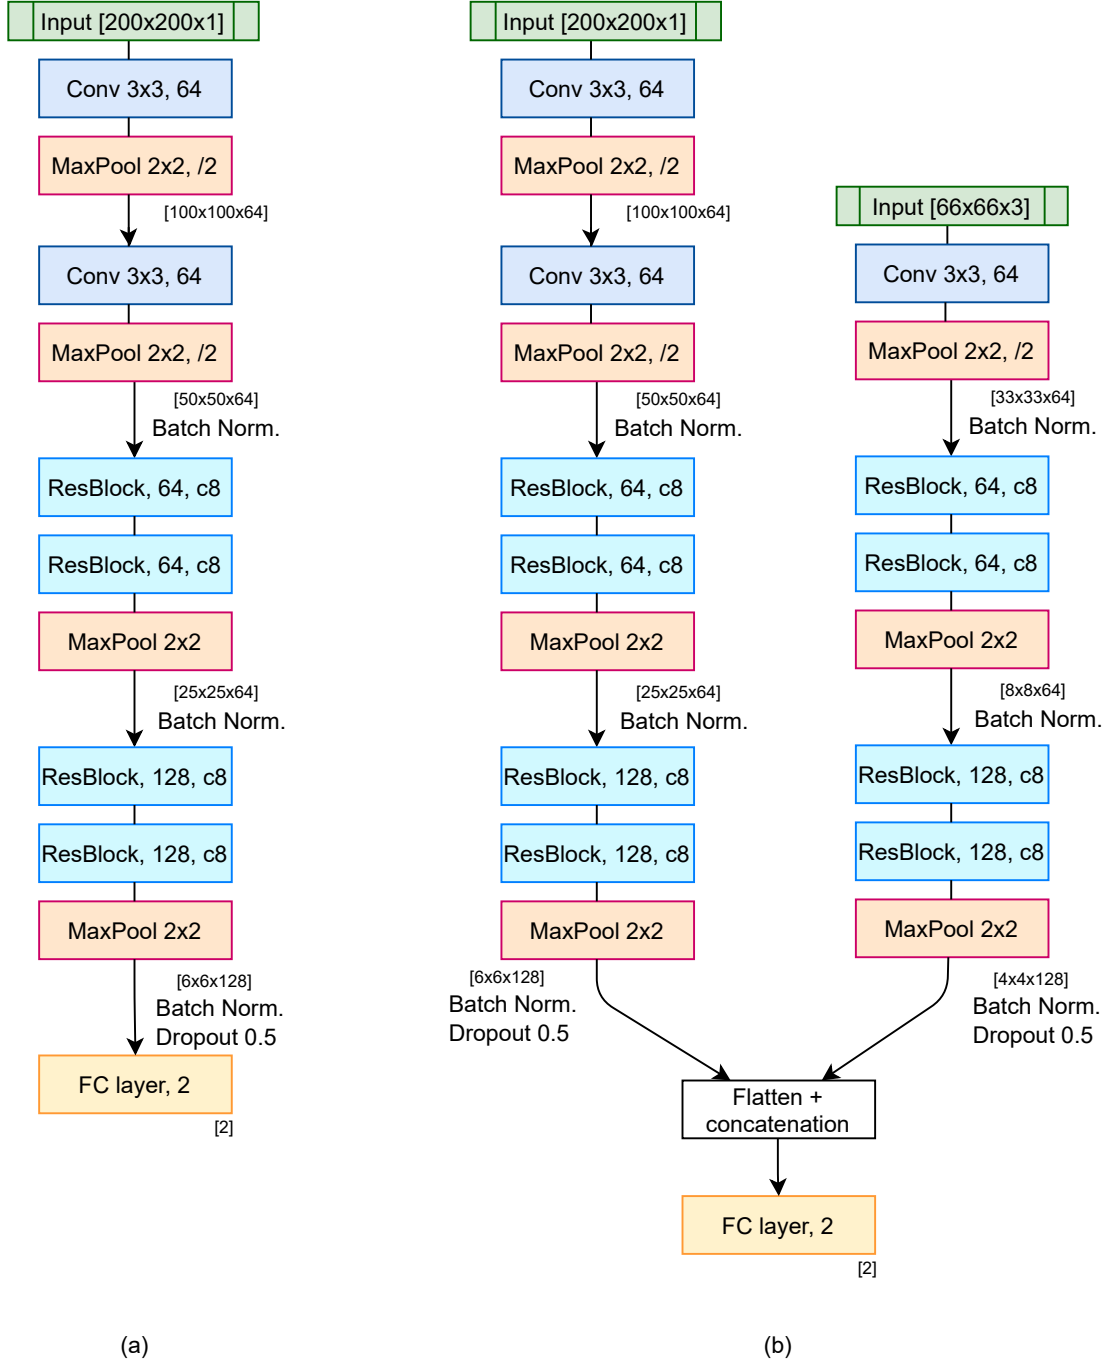 Input [200x200x1]
Conv 3x3, 64
MaxPool 2x2, /2
[100x100x64]
Conv 3x3, 64
MaxPool 2x2, /2
[50x50x64]
Batch Norm.
ResBlock, 64, c8
ResBlock, 64, c8
MaxPool 2x2
[25x25x64]
Batch Norm.
ResBlock, 128, c8
ResBlock, 128, c8
MaxPool 2x2
[6x6x128]
Batch Norm.
Dropout 0.5
FC layer, 2
[2]
(a)
Input [200x200x1]
Conv 3x3, 64
MaxPool 2x2, /2
[100x100x64]
Conv 3x3, 64
MaxPool 2x2, /2
[50x50x64]
Batch Norm.
ResBlock, 64, c8
ResBlock, 64, c8
MaxPool 2x2
[25x25x64]
Batch Norm.
ResBlock, 128, c8
ResBlock, 128, c8
MaxPool 2x2
[6x6x128]
Batch Norm.
Dropout 0.5
Input [66x66x3]
Conv 3x3, 64
MaxPool 2x2, /2
[33x33x64]
Batch Norm.
ResBlock, 64, c8
ResBlock, 64, c8
MaxPool 2x2
[8x8x64]
Batch Norm.
ResBlock, 128, c8
ResBlock, 128, c8
MaxPool 2x2
[4x4x128]
Batch Norm.
Dropout 0.5
Flatten +
concatenation
FC layer, 2
[2]
(b)